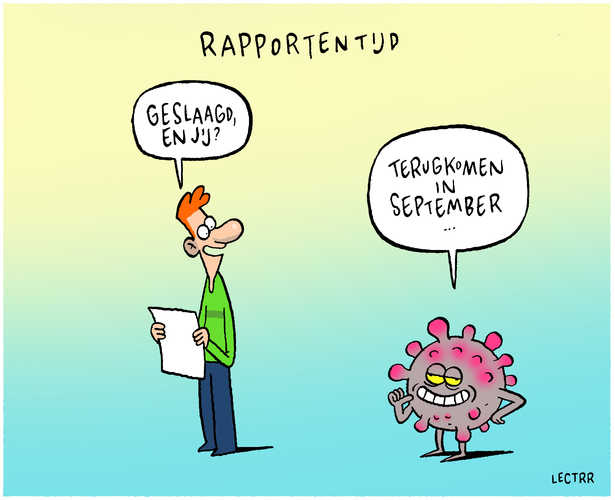 RAPPORTENTIJD
GESLAAGD,
EN JIJ?
TERUGKOMEN
IN
SEPTEMBER
...
LECTRR